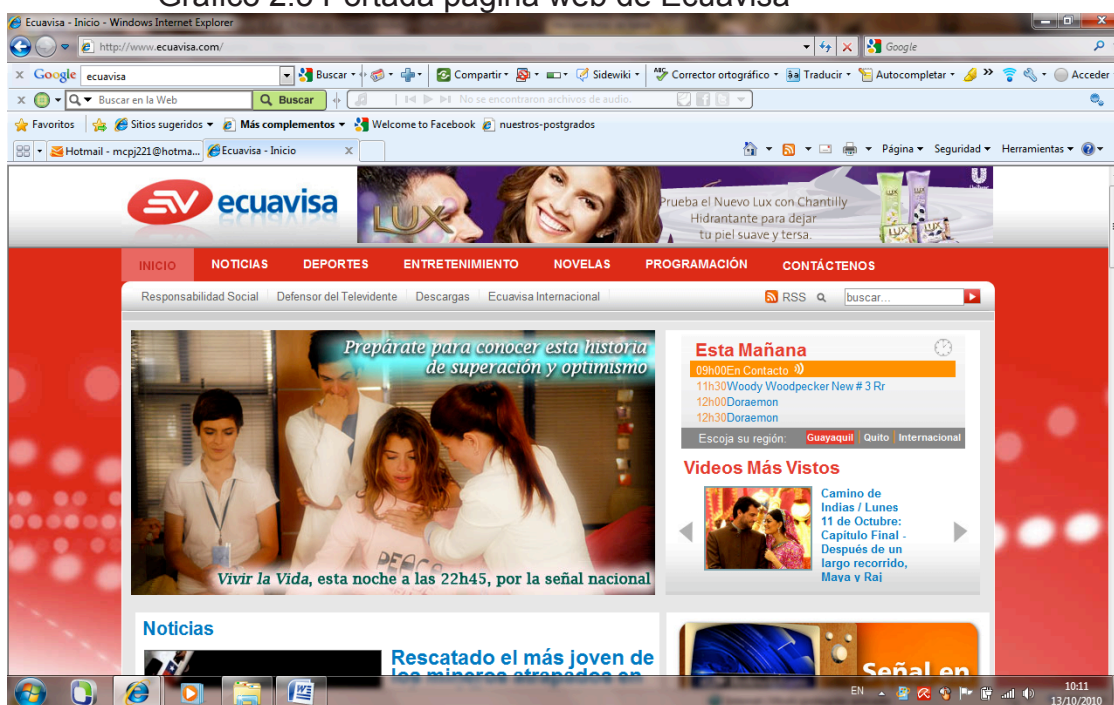 Gráfico 2.6 Portada página web de Ecuavisa
Ecuavisa - Inicio - Windows Internet Explorer
http://www.ecuavisa.com/
Google
Google ecuavisa Buscar Compartir Sidewiki Corrector ortográfico Traducir Autocompletar Acceder
Buscar en la Web Buscar No se encontraron archivos de audio.
Favoritos Sitios sugeridos Más complementos Welcome to Facebook nuestros-postgrados
Hotmail - mcpj221@hotma... Ecuavisa - Inicio Página Seguridad Herramientas
ecuavisa
LUX
Prueba el Nuevo Lux con Chantilly
Hidrantante para dejar
tu piel suave y tersa.
INICIO NOTICIAS DEPORTES ENTRETENIMIENTO NOVELAS PROGRAMACIÓN CONTÁCTENOS
Responsabilidad Social Defensor del Televidente Descargas Ecuavisa Internacional RSS buscar...
Prepárate para conocer esta historia
de superación y optimismo
PEACE
Vivir la Vida, esta noche a las 22h45, por la señal nacional
Esta Mañana
09h00En Contacto
11h30Woody Woodpecker New # 3 Rr
12h00Doraemon
12h30Doraemon
Escoja su región: Guayaquil Quito Internacional
Videos Más Vistos
Camino de
Indias / Lunes
11 de Octubre:
Capitulo Final -
Después de un
largo recorrido,
Maya y Raj
Noticias
Rescatado el más joven de
los mineros atrapados en
Señal en
EN
10:11
13/10/2010